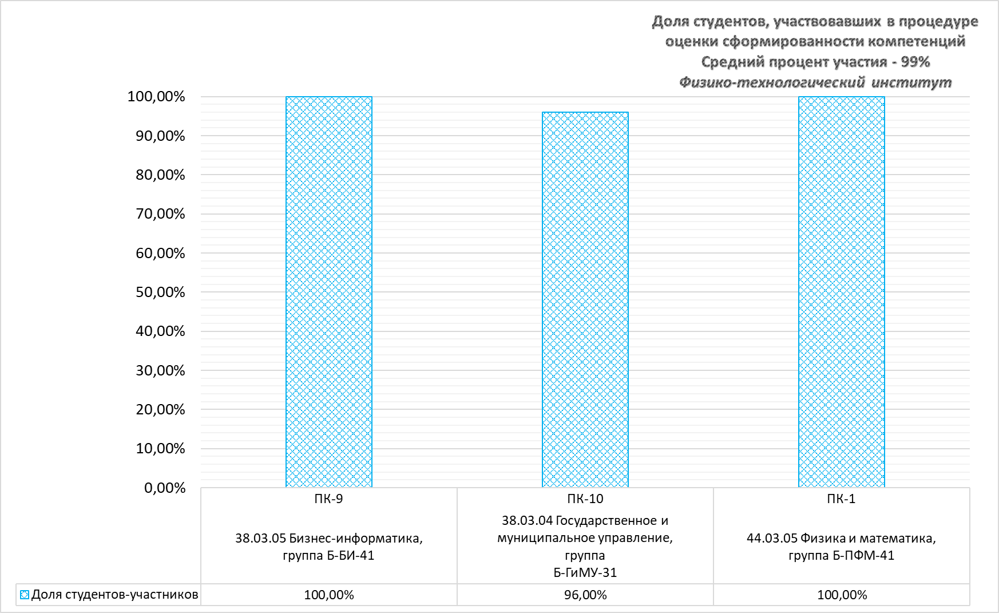 Доля студентов, участвовавших в процедуре
оценки сформированности компетенций
Средний процент участия - 99%
Физико-технологический институт
100,00%
90,00%
80,00%
70,00%
60,00%
50,00%
40,00%
30,00%
20,00%
10,00%
0,00%
ПК-9
38.03.05 Бизнес-информатика,
группа Б-БИ-41
ПК-10
38.03.04 Государственное и
муниципальное управление,
группа
Б-ГиМУ-31
ПК-1
44.03.05 Физика и математика,
группа Б-ПФМ-41
Доля студентов-участников 100,00% 96,00% 100,00%